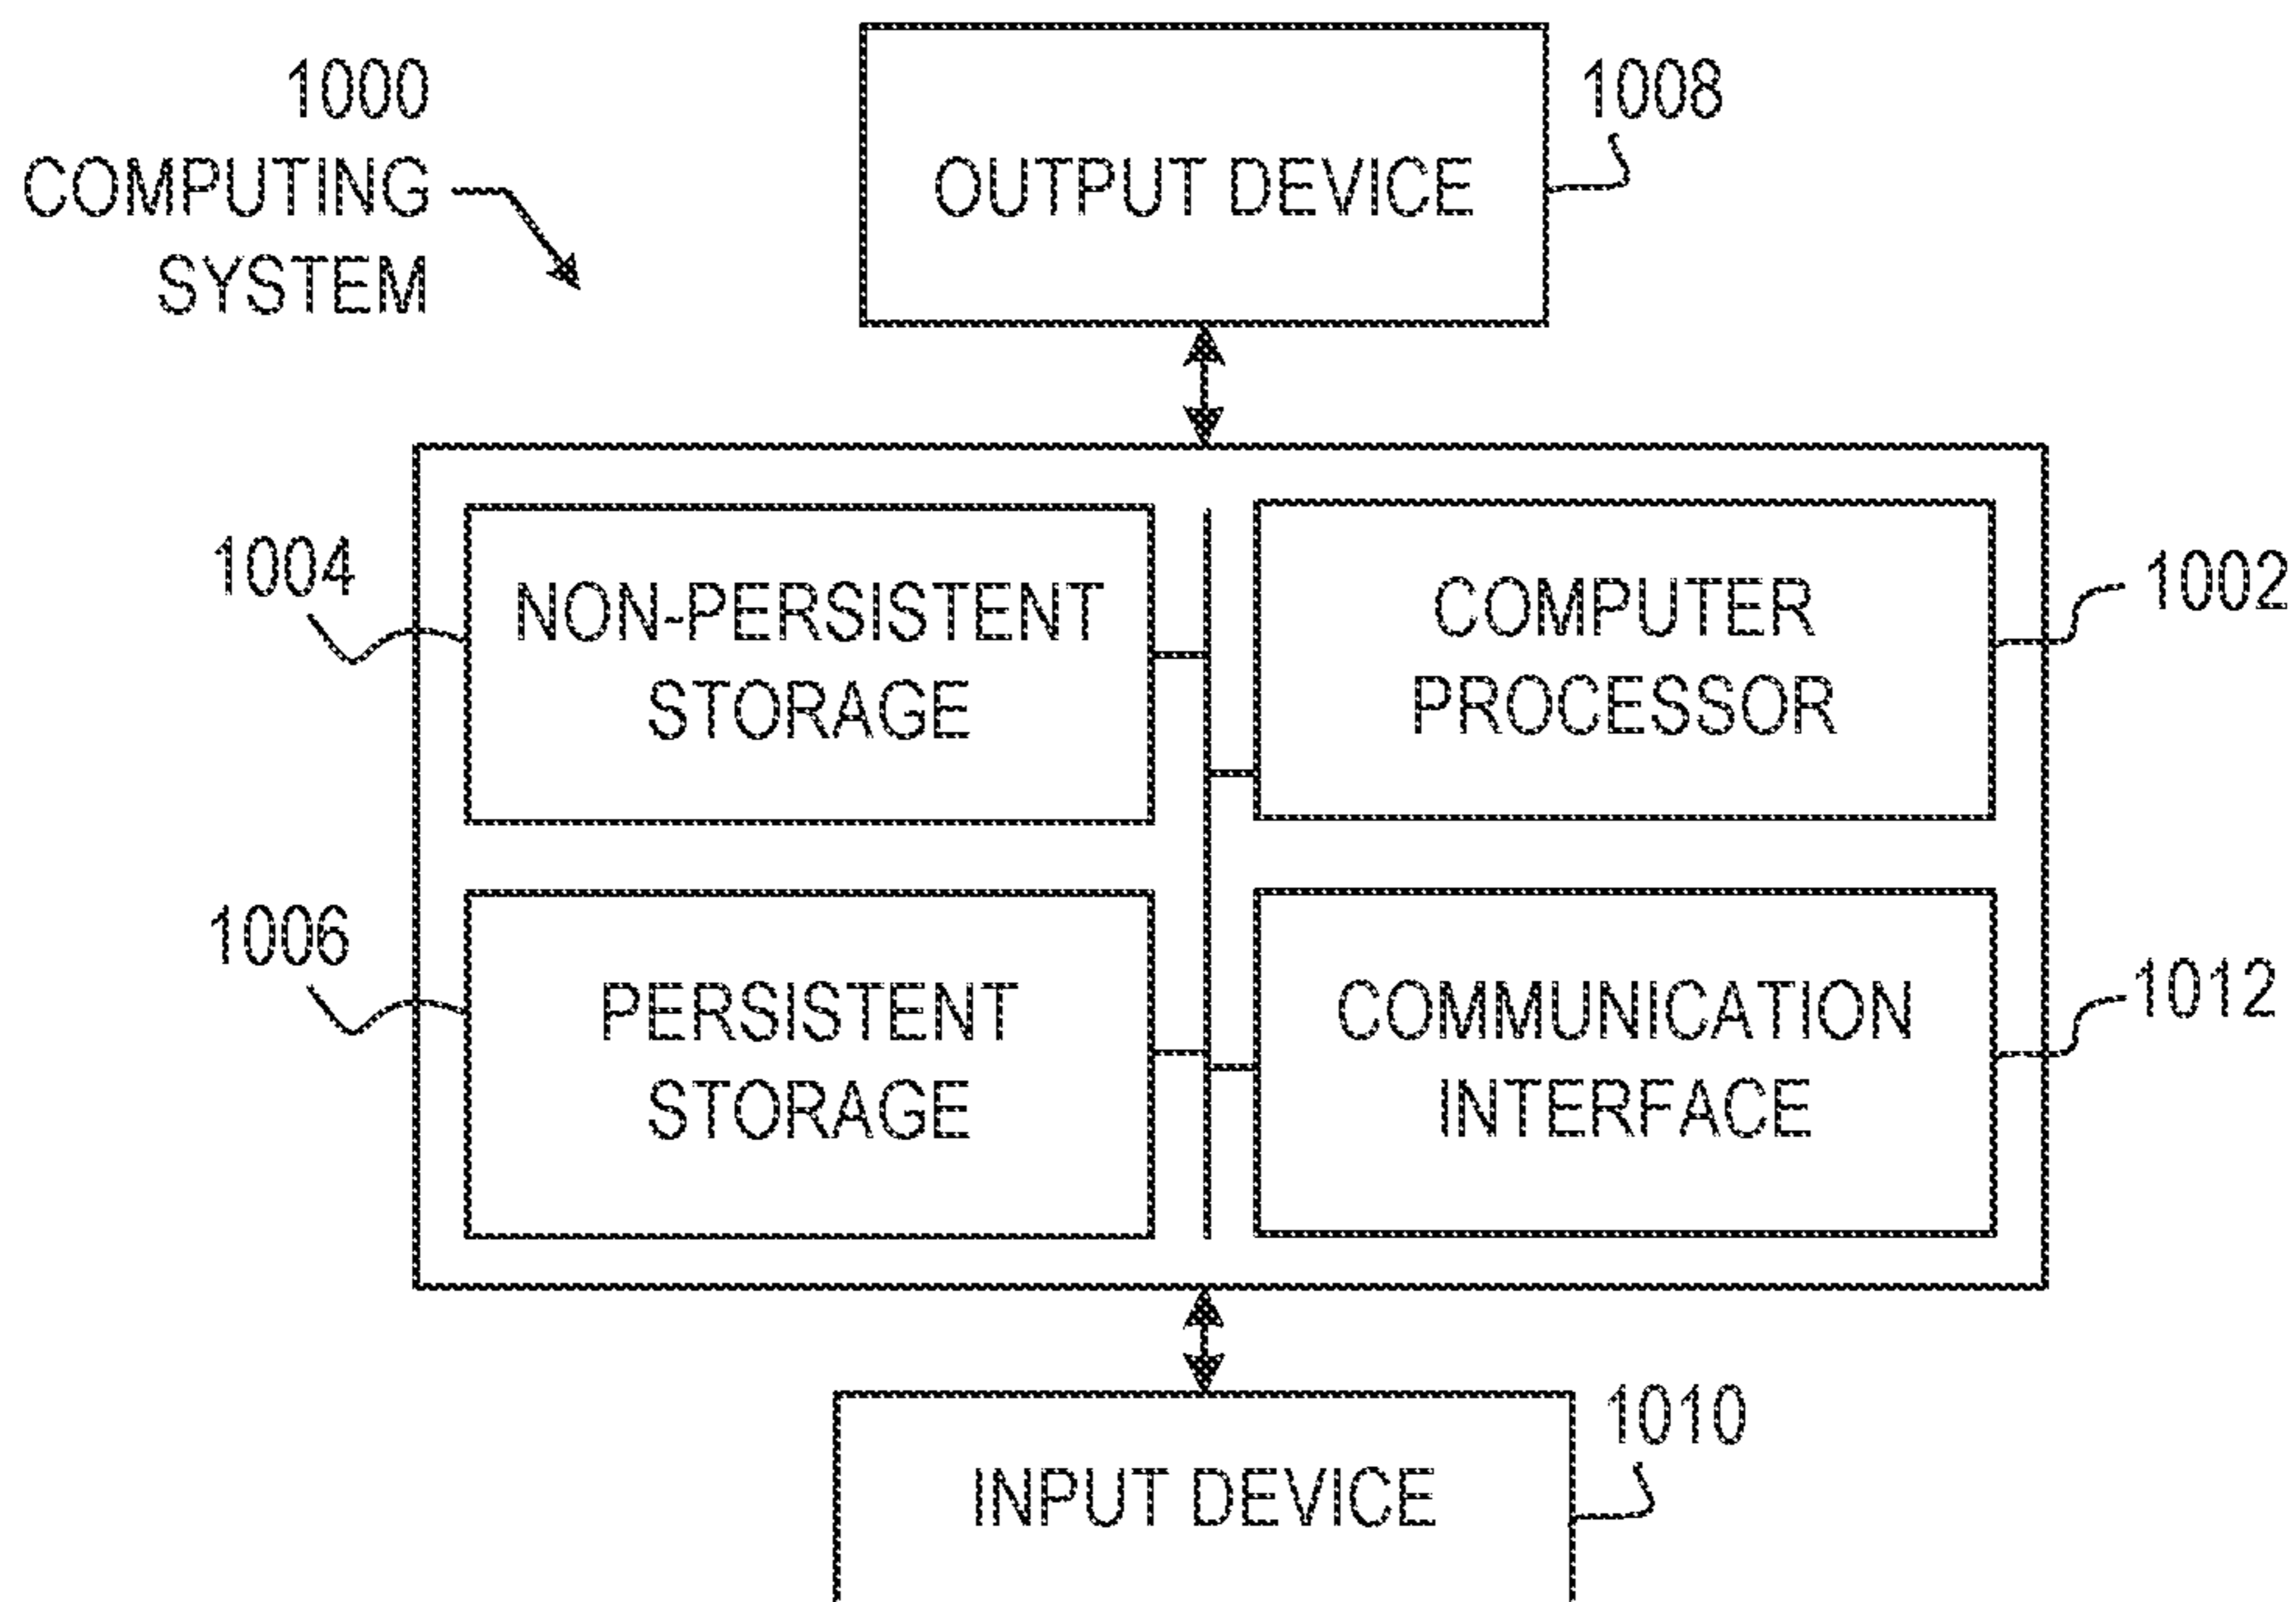 1000
COMPUTING
SYSTEM
OUTPUT DEVICE
1008
1004
NON-PERSISTENT
STORAGE
COMPUTER
PROCESSOR
1002
1006
PERSISTENT
STORAGE
COMMUNICATION
INTERFACE
1012
INPUT DEVICE
1010